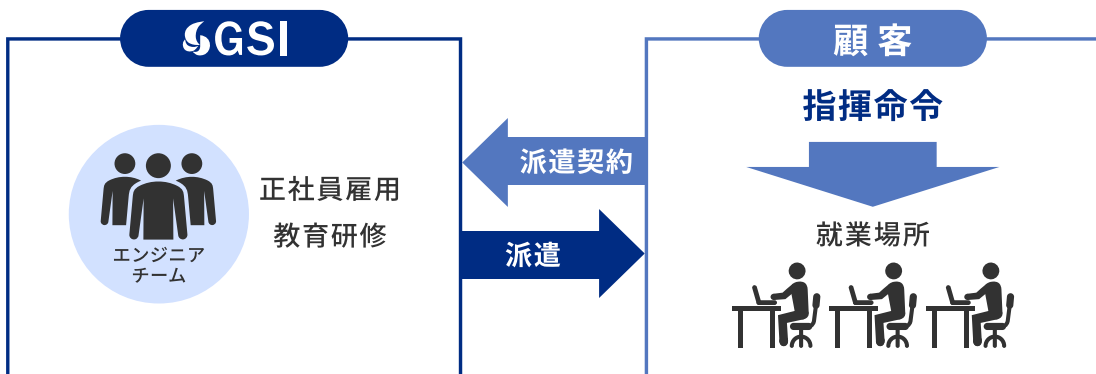 GSI
正社員雇用
教育研修
エンジニア
チーム
派遣契約
派遣
顧客
指揮命令
就業場所